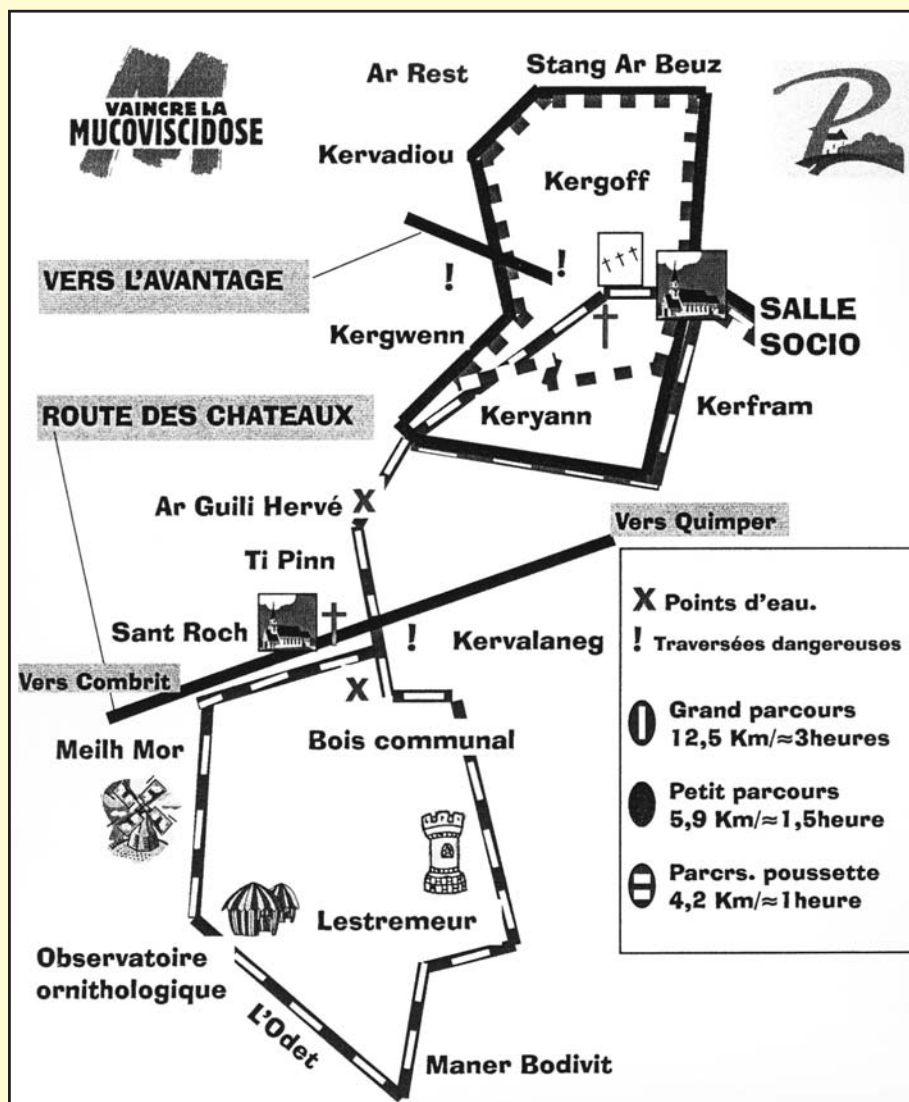 VAINCRE LA
MUCOVISCIDOSE
Ar Rest
Stang Ar Beuz
P
Kervadiou
Kergoff
VERS L'AVANTAGE
!
!
SALLE
SOCIO
Kergwenn
ROUTE DES CHATEAUX
Keryann
Kerfram
Ar Guili Hervé X
Vers Quimper
Ti Pinn
Sant Roch
!
Kervalaneg
Vers Combrit
X
Meilh Mor
Bois communal
Lestremeur
Observatoire
ornithologique
L'Odet
Maner Bodivit
X Points d'eau.
! Traversées dangereuses
Grand parcours
12,5 Km/≈3heures
Petit parcours
5,9 Km/≈1,5heure
Parcrs. poussette
4,2 Km/≈1heure